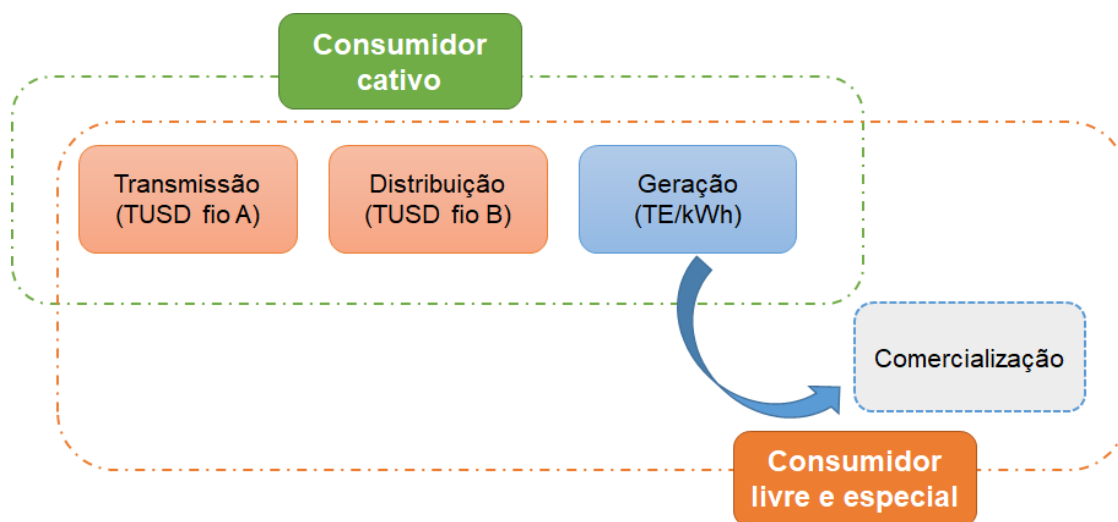 Consumidor
cativo
Transmissão
(TUSD fio A)
Distribuição
(TUSD fio B)
Geração
(TE/kWh)
Comercialização
Consumidor
livre e especial